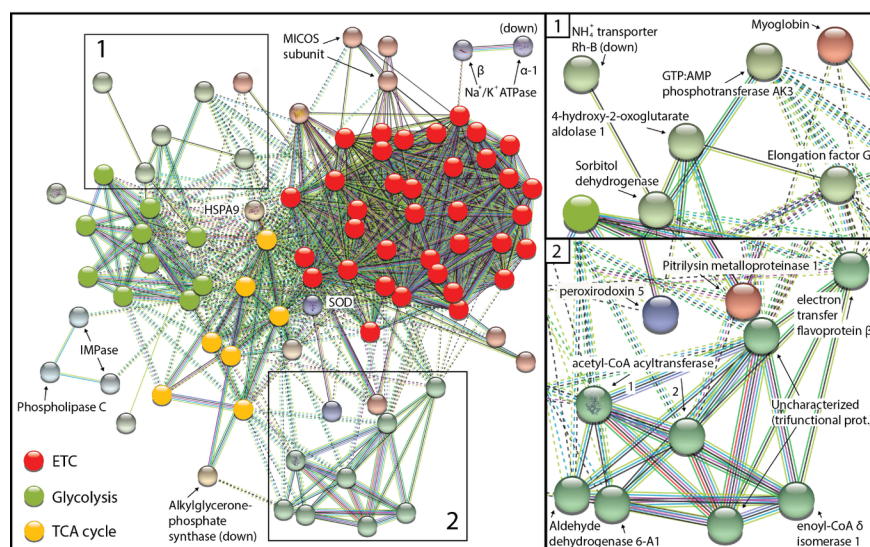 1
MICOS
subunit
(down)
β
α-1
Na⁺/K⁺ATPase
HSPA9
SOD
IMPase
Phospholipase C
ETC
Glycolysis
TCA cycle
Alkylglycerone-
phosphate
synthase (down)
2
1
NH₄⁺ transporter
Rh-B (down)
Myoglobin
GTP:AMP
phosphotransferase AK3
4-hydroxy-2-oxoglutarate
aldolase 1
Elongation factor G
Sorbitol
dehydrogenase
2
Pitrilysin metalloproteinase 1
peroxirodoxin 5
electron
transfer
flavoprotein β
acetyl-CoA acyltransferase
1
2
Uncharacterized
(trifunctional prot.)
Aldehyde
dehydrogenase 6-A1
enoyl-CoA δ
isomerase 1